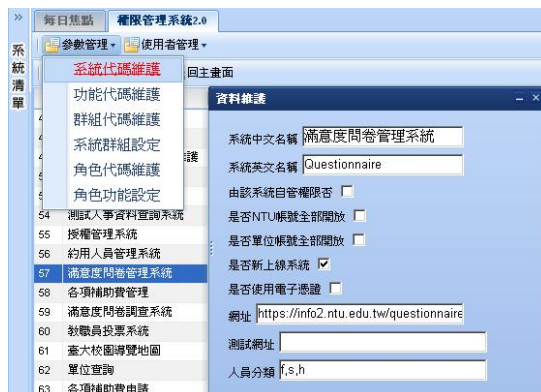 »
每日焦點 權限管理系統2.0
系統清單
參數管理 使用者管理
系統代碼維護
功能代碼維護
群組代碼維護
系統群組設定
角色代碼維護
角色功能設定
回主畫面
護
54 測試人事資料查詢系統
55 授權管理系統
56 約用人員管理系統
57 滿意度問卷管理系統
58 各項補助費管理
59 滿意度問卷調查系統
60 教職員投票系統
61 臺大校園導覽地圖
62 單位查詢
63 各項補助費申請
資料維護
系統中文名稱 滿意度問卷管理系統
系統英文名稱 Questionnaire
由該系統自管權限否
是否NTU帳號全部開放
是否單位帳號全部開放
是否新上線系統
是否使用電子憑證
網址 https://info2.ntu.edu.tw/questionnaire
測試網址
人員分類 f,s,h